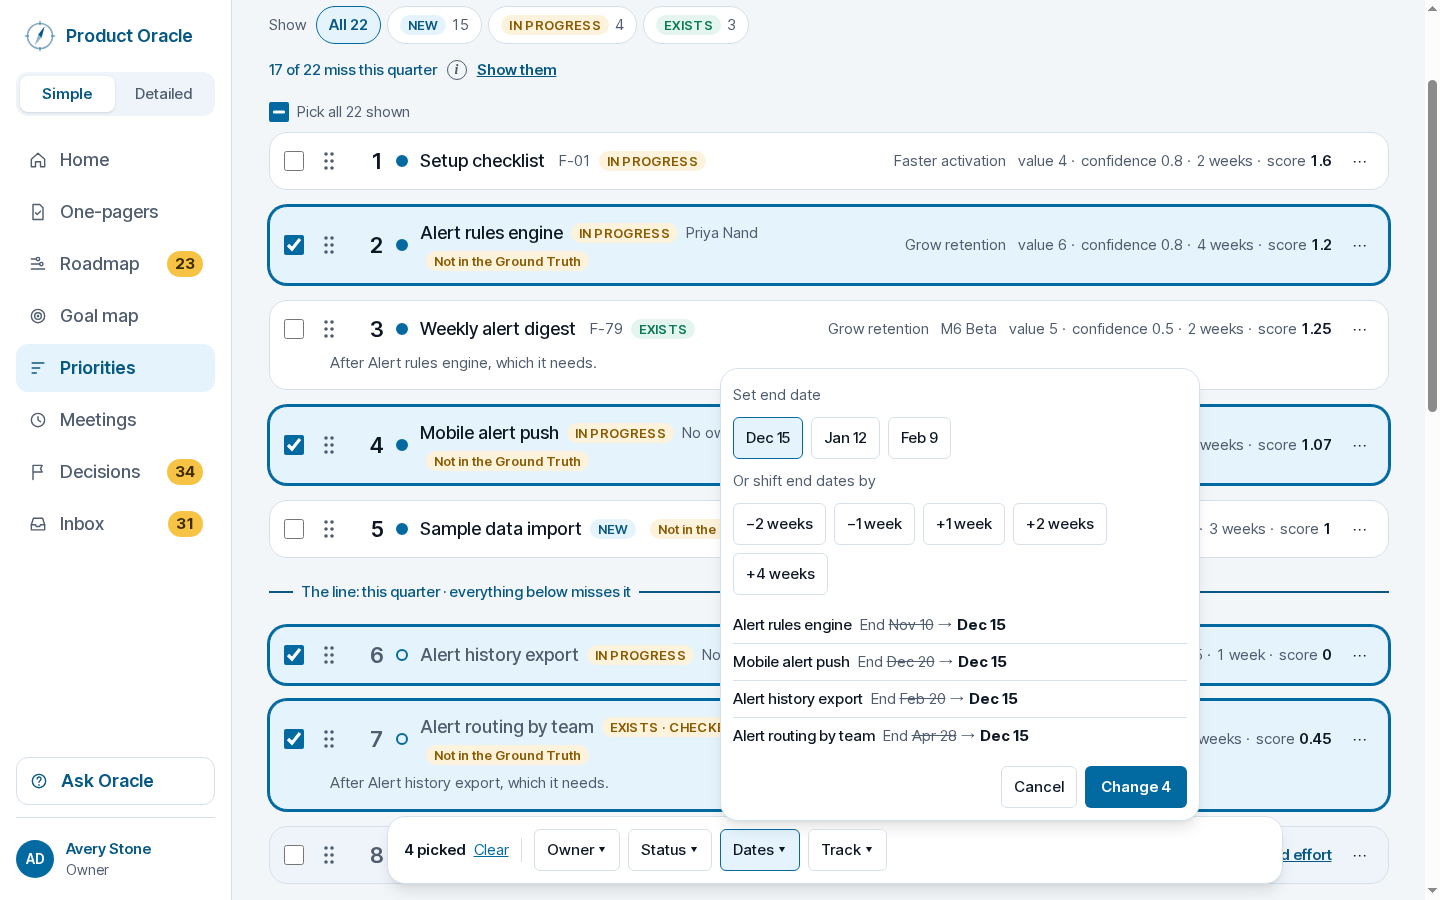 Product Oracle
Simple
Detailed
Home
One-pagers
Roadmap 23
Goal map
Priorities
Meetings
Decisions 34
Inbox 31
Ask Oracle
AD
Avery Stone
Owner
Show All 22 NEW 15 IN PROGRESS 4 EXISTS 3
17 of 22 miss this quarter i Show them
Pick all 22 shown
1 Setup checklist F-01 IN PROGRESS Faster activation value 4 · confidence 0.8 · 2 weeks · score 1.6 ···
2 Alert rules engine IN PROGRESS Priya Nand Grow retention value 6 · confidence 0.8 · 4 weeks · score 1.2 ···
Not in the Ground Truth
3 Weekly alert digest F-79 EXISTS Grow retention M6 Beta value 5 · confidence 0.5 · 2 weeks · score 1.25 ···
After Alert rules engine, which it needs.
4 Mobile alert push IN PROGRESS No weeks · score 1.07 ···
Not in the Ground Truth
5 Sample data import NEW Not in the · 3 weeks · score 1 ···
The line: this quarter · everything below misses it
6 Alert history export IN PROGRESS No · 1 week · score 0 ···
7 Alert routing by team EXISTS · weeks · score 0.45 ···
Not in the Ground Truth
After Alert history export, which it needs.
8 effort ···
Set end date
Dec 15 Jan 12 Feb 9
Or shift end dates by
−2 weeks −1 week +1 week +2 weeks
+4 weeks
Alert rules engine End Nov 10 → Dec 15
Mobile alert push End Dec 20 → Dec 15
Alert history export End Feb 20 → Dec 15
Alert routing by team End Apr 28 → Dec 15
Cancel Change 4
4 picked Clear Owner ▾ Status ▾ Dates ▾ Track ▾